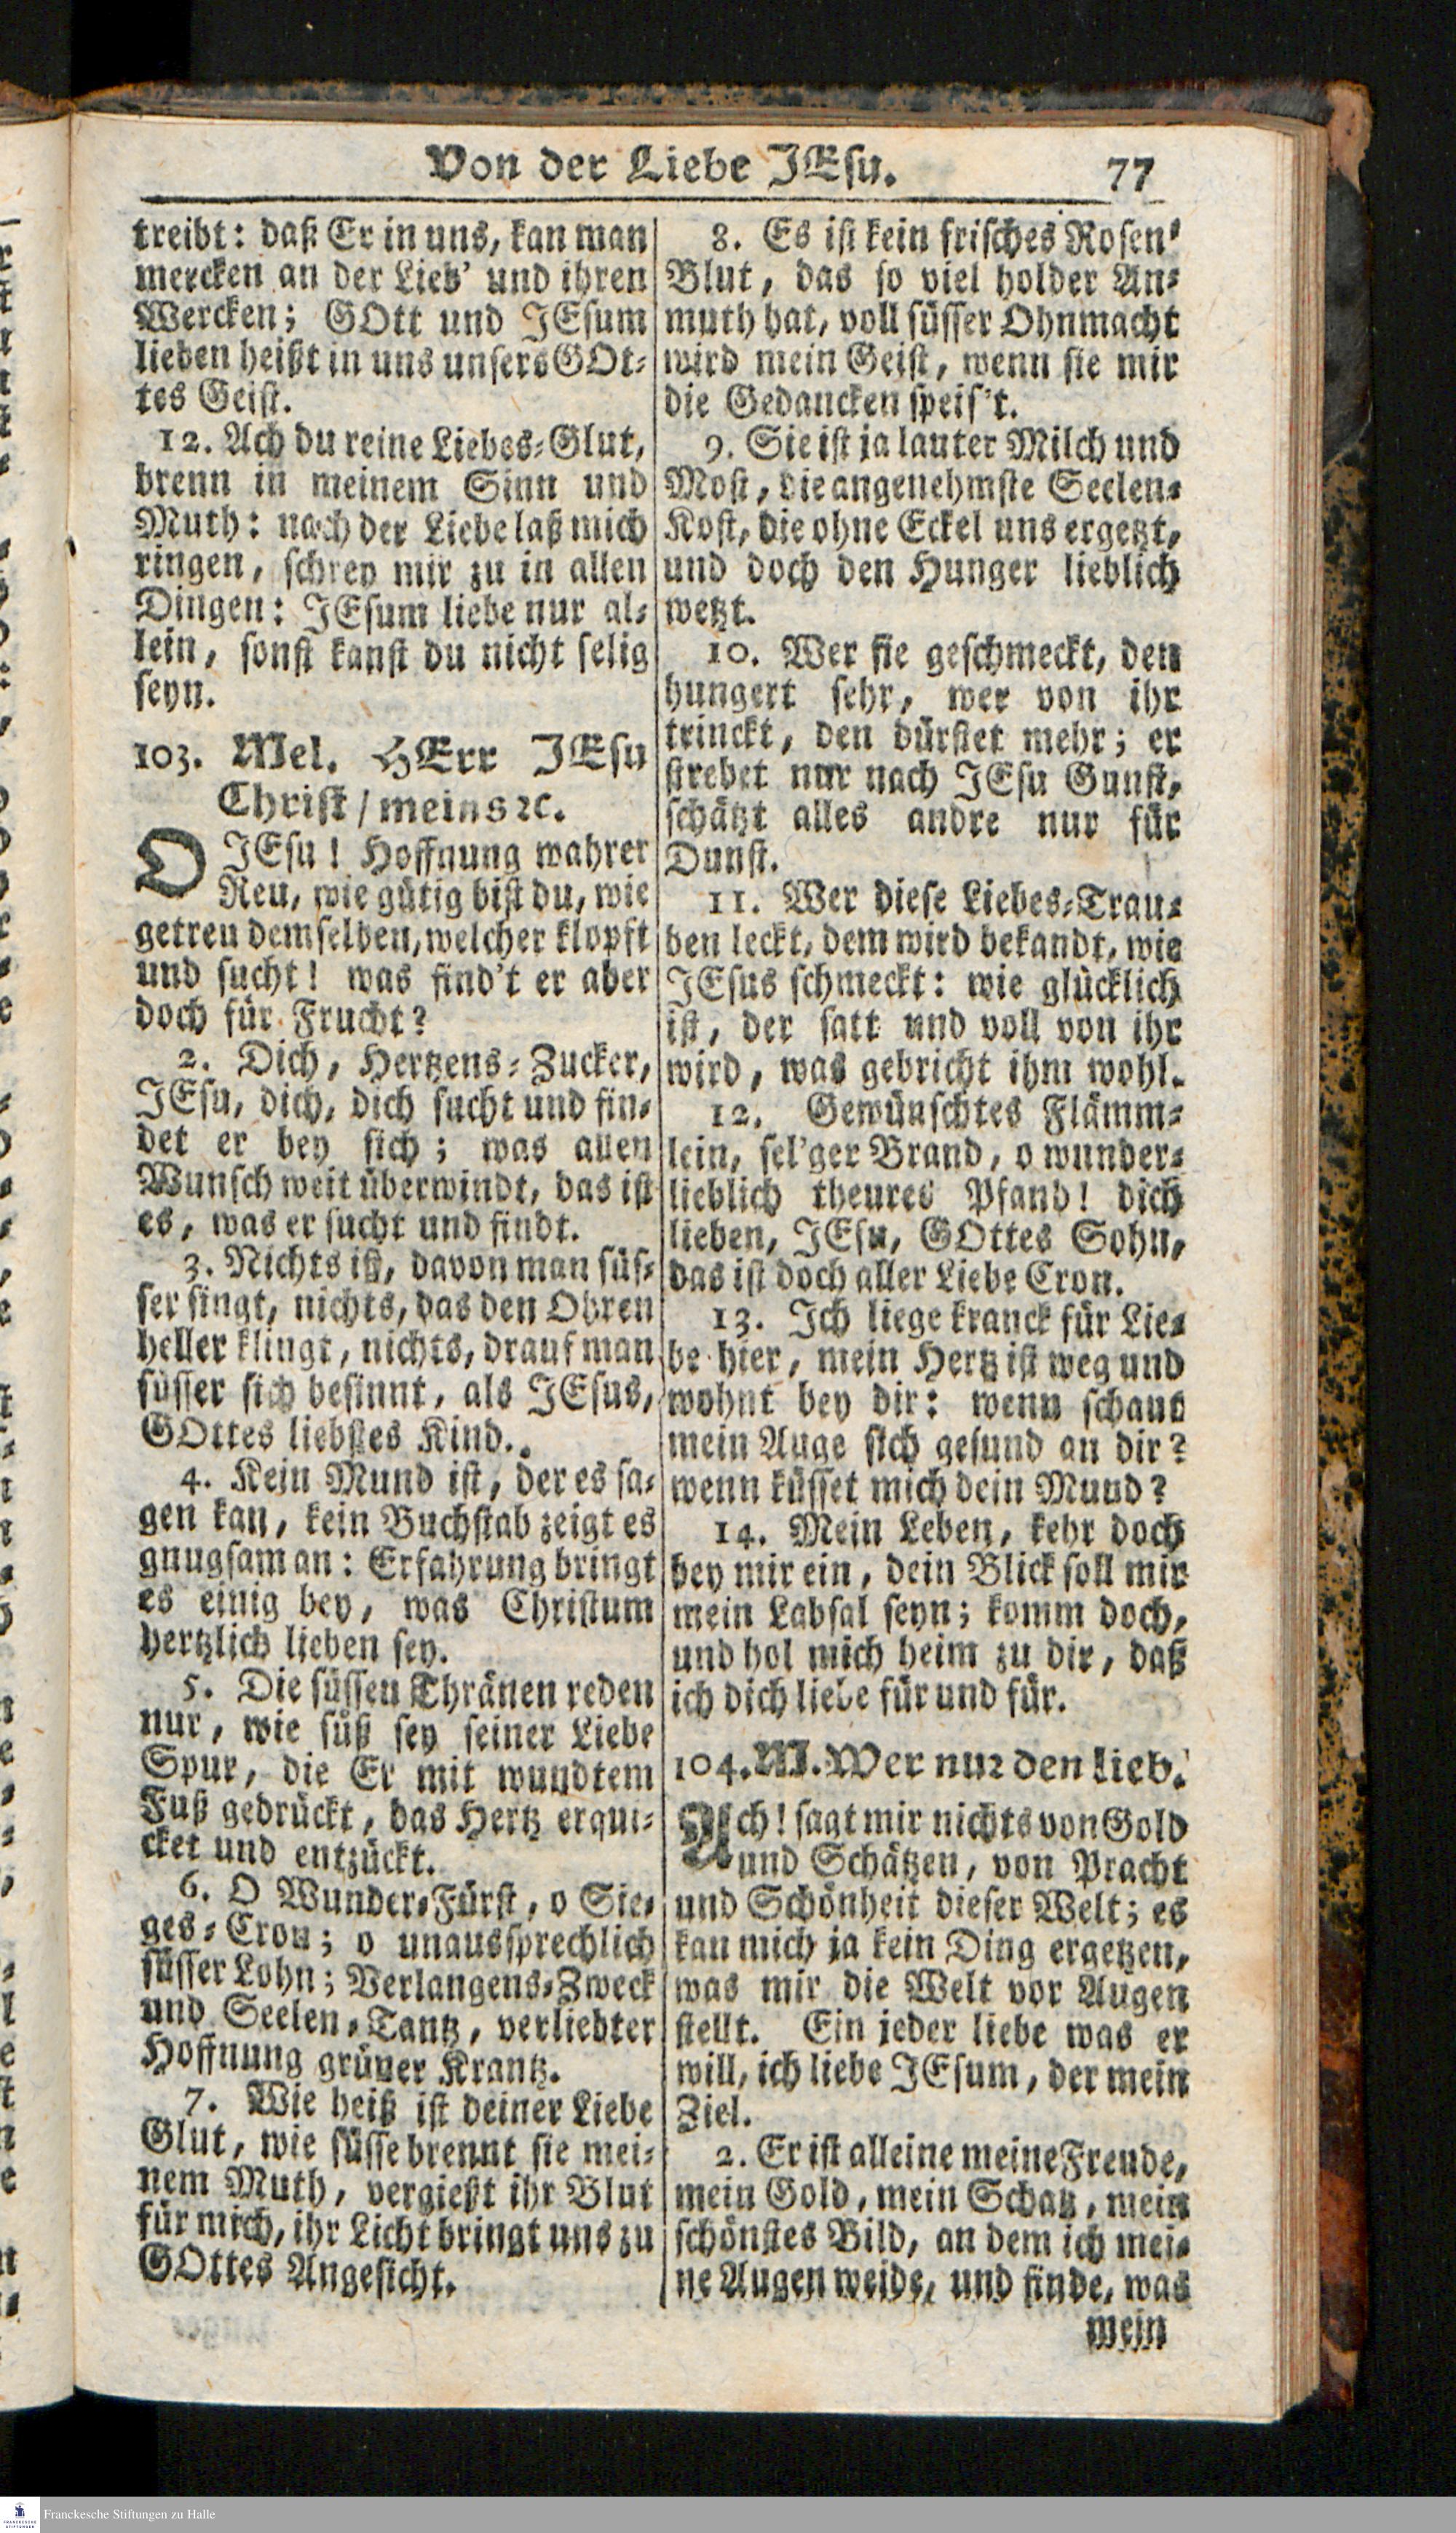 Von der Liebe JEsu. 77
treibt: daß Er in uns, kan man
mercken an der Lieb' und ihren
Wercken; GOtt und JEsum
lieben heißt in uns unsers GOt-
tes Geist.
12. Ach du reine Liebes-Glut,
brenn in meinem Sinn und
Muth: nach der Liebe laß mich
ringen, schrey mir zu in allen
Dingen: JEsum liebe nur al-
lein, sonst kanst du nicht selig
seyn.
103. Mel. HErr JEsu
Christ / meins ꝛc.
O JEsu! Hoffnung wahrer
Reu, wie gütig bist du, wie
getreu demselben, welcher klopft
und sucht! was find't er aber
doch für Frucht?
2. Dich, Hertzens-Zucker,
JEsu, dich, dich sucht und fin-
det er bey sich; was allen
Wunsch weit überwindt, das ist
es, was er sucht und findt.
3. Nichts ist, davon man süs-
ser singt, nichts, das den Ohren
heller klingt, nichts, drauf man
süsser sich besinnt, als JEsus,
GOttes liebstes Kind.
4. Kein Mund ist, der es sa-
gen kan, kein Buchstab zeigt es
gnugsam an: Erfahrung bringt
es einig bey, was Christum
hertzlich lieben sey.
5. Die süssen Thränen reden
nur, wie süß sey seiner Liebe
Spur, die Er mit wundtem
Fuß gedrückt, das Hertz erqui-
cket und entzückt.
6. O Wunder-Fürst, o Sie-
ges-Cron; o unaussprechlich
süsser Lohn; Verlangens-Zweck
und Seelen-Tantz, verliebter
Hoffnung grüner Krantz.
7. Wie heiß ist deiner Liebe
Glut, wie süsse brennt sie mei-
nem Muth, vergießt ihr Blut
für mich, ihr Licht bringt uns zu
GOttes Angesicht.
8. Es ist kein frisches Rosen-
Blut, das so viel holder An-
muth hat, voll süsser Ohnmacht
wird mein Geist, wenn sie mir
die Gedancken speis't.
9. Sie ist ja lauter Milch und
Most, die angenehmste Seelen-
Kost, die ohne Eckel uns ergetzt,
und doch den Hunger lieblich
wetzt.
10. Wer sie geschmeckt, den
hungert sehr, wer von ihr
trinckt, den dürstet mehr; er
strebet nur nach JEsu Gunst,
schätzt alles andre nur für
Dunst.
11. Wer diese Liebes-Trau-
ben leckt, dem wird bekandt, wie
JEsus schmeckt: wie glücklich
ist, der satt und voll von ihr
wird, was gebricht ihm wohl.
12. Gewünschtes Flämm-
lein, sel'ger Brand, o wunder-
lieblich theures Pfand! dich
lieben, JEsu, GOttes Sohn,
das ist doch aller Liebe Cron.
13. Ich liege kranck für Lie-
be hier, mein Hertz ist weg und
wohnt bey dir: wenn schaut
mein Auge sich gesund an dir?
wenn küsset mich dein Mund?
14. Mein Leben, kehr doch
bey mir ein, dein Blick soll mir
mein Labsal seyn; komm doch,
und hol mich heim zu dir, daß
ich dich liebe für und für.
104. M. Wer nur den lieb.
Ach! sagt mir nichts von Gold
und Schätzen, von Pracht
und Schönheit dieser Welt; es
kan mich ja kein Ding ergetzen,
was mir die Welt vor Augen
stellt. Ein jeder liebe was er
will, ich liebe JEsum, der mein
Ziel.
2. Er ist alleine meine Freude,
mein Gold, mein Schatz, mein
schönstes Bild, an dem ich mei-
ne Augen weide, und finde, was
mein
Franckesche Stiftungen zu Halle